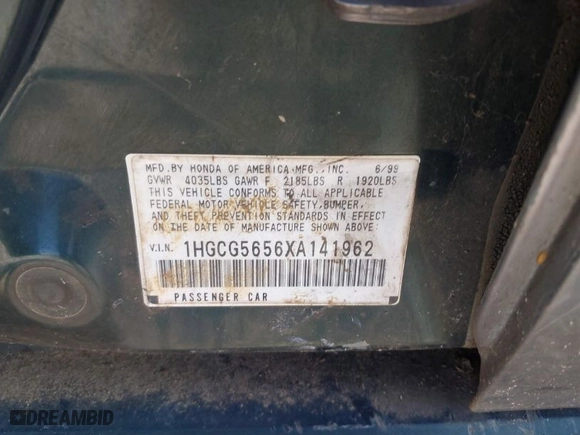 MFD.BY HONDA OF AMERICA MFG.,INC. 6/99
GVWR 4035LBS GAWR F 2185LBS R 1920LBS
THIS VEHICLE CONFORMS TO ALL APPLICABLE
FEDERAL MOTOR VEHICLE SAFETY,BUMPER,
AND THEFT PREVENTION STANDARDS IN EFFECT
ON THE DATE OF MANUFACTURE SHOWN ABOVE:
V.I.N. 1HGCG5656XA141962
PASSENGER CAR
DREAMBID